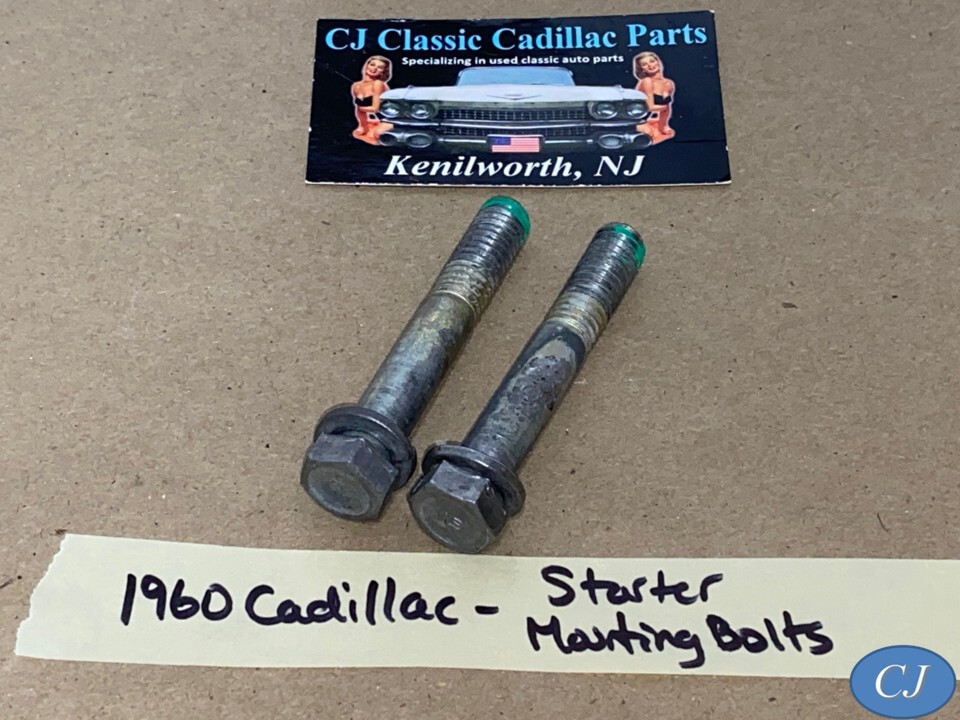 CJ Classic Cadillac Parts
Specializing in used classic auto parts
Kenilworth, NJ
1960 Cadillac - Starter
Mounting Bolts
CJ